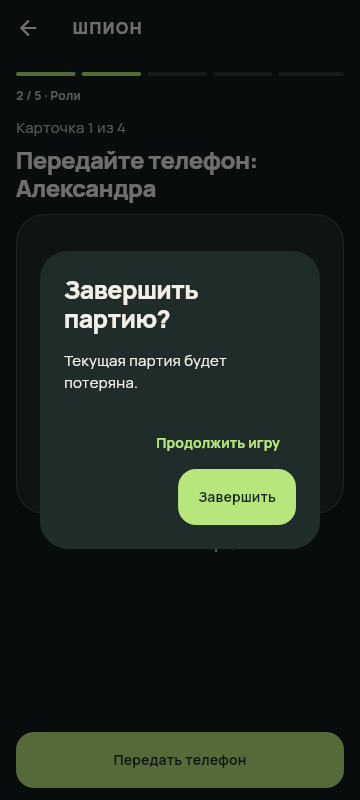 ШПИОН
2 / 5 · Роли
Карточка 1 из 4
Передайте телефон:
Александра
Завершить
партию?
Текущая партия будет
потеряна.
Продолжить игру
Завершить
Передать телефон